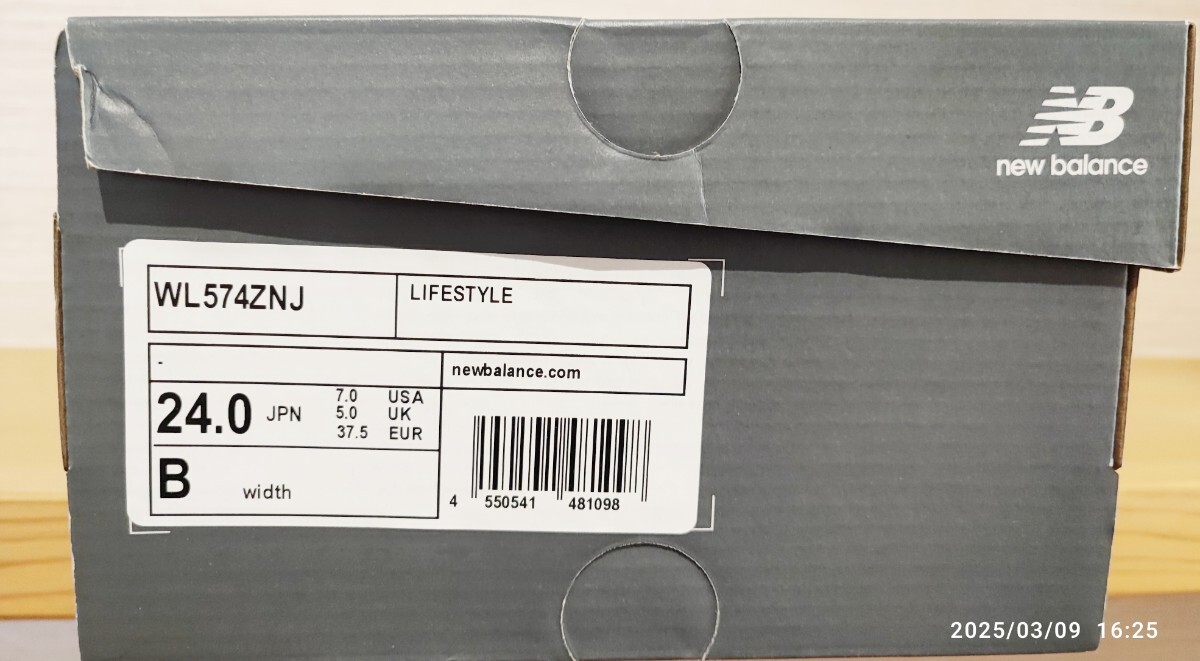 new balance
WL574ZNJ
LIFESTYLE
-
newbalance.com
24.0 JPN
7.0 USA
5.0 UK
37.5 EUR
B width
4 550541 481098
2025/03/09 16:25